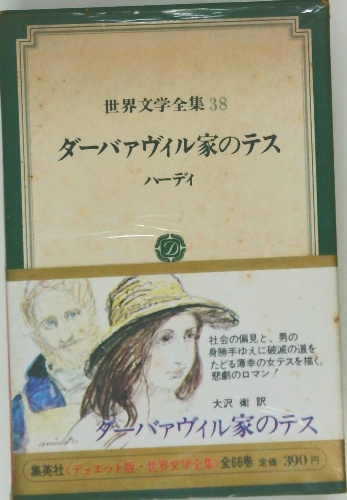 世界文学全集 38
ダーバァヴィル家のテス
ハーディ
D
社会の偏見と、男の
身勝手ゆえに破滅の道を
たどる薄幸の女テスを描く。
悲劇のロマン!
大沢 衛 訳
ダーバァヴィル家のテス
集英社〈デュエット版・世界文学全集〉全66巻 定価 390円